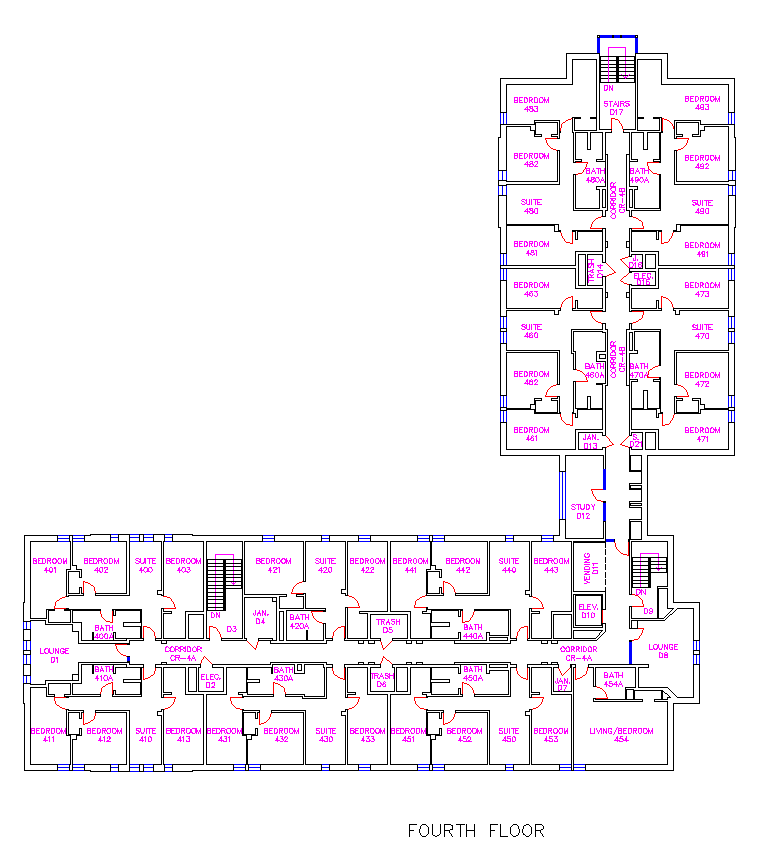 DN
STAIRS
D17
BEDROOM
483
BEDROOM
493
BEDROOM
482
BEDROOM
492
BATH
480A
BATH
490A
CORRIDOR
CR-4B
SUITE
480
SUITE
490
BEDROOM
481
BEDROOM
491
TRASH
D14
ELEC.
BEDROOM
463
BEDROOM
473
SUITE
460
SUITE
470
CORRIDOR
CR-4B
BATH
460A
BATH
470A
BEDROOM
462
BEDROOM
472
BEDROOM
461
BEDROOM
471
JAN.
D13
S.
D21
STUDY
D12
BEDROOM
401
BEDROOM
402
SUITE
400
BEDROOM
403
BEDROOM
421
SUITE
420
BEDROOM
422
BEDROOM
441
BEDROOM
442
SUITE
440
BEDROOM
443
VENDING
D11
DN
D9
DN
D3
JAN.
D4
BATH
420A
TRASH
D5
BATH
440A
ELEV.
D10
BATH
400A
LOUNGE
D1
CORRIDOR
CR-4A
CORRIDOR
CR-4A
LOUNGE
D8
BATH
410A
ELEC.
D2
BATH
430A
TRASH
D6
BATH
450A
JAN.
D7
BATH
454A
BEDROOM
411
BEDROOM
412
SUITE
410
BEDROOM
413
BEDROOM
431
BEDROOM
432
SUITE
430
BEDROOM
433
BEDROOM
451
BEDROOM
452
SUITE
450
BEDROOM
453
LIVING/BEDROOM
454
FOURTH FLOOR